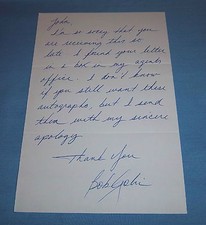 John,
I'm so sorry that you
are receiving this so
late. I found your letter
in a box in my agents
office. I don't know
if you still want these
autographs, but I send
them with my sincere
apology
Thank You
Bob